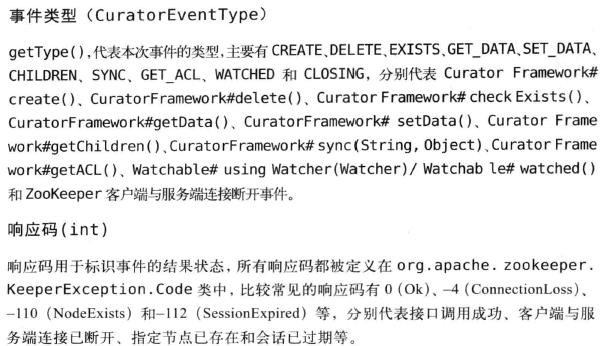 事件类型（CuratorEventType）
getType(),代表本次事件的类型,主要有 CREATE、DELETE、EXISTS、GET_DATA、SET_DATA、
CHILDREN、SYNC、GET_ACL、WATCHED 和 CLOSING，分别代表 Curator Framework#
create()、CuratorFramework#delete()、Curator Framework# check Exists()、
CuratorFramework#getData()、CuratorFramework# setData()、Curator Frame
work#getChildren()、CuratorFramework# sync(String, Object)、Curator Frame
work#getACL()、Watchable# using Watcher(Watcher)/ Watchab le# watched()
和 ZooKeeper 客户端与服务端连接断开事件。
响应码(int)
响应码用于标识事件的结果状态，所有响应码都被定义在 org.apache. zookeeper.
KeeperException.Code 类中，比较常见的响应码有 0（Ok）、–4（ConnectionLoss）、
–110（NodeExists）和–112（SessionExpired）等，分别代表接口调用成功、客户端与服
务端连接已断开、指定节点已存在和会话已过期等。